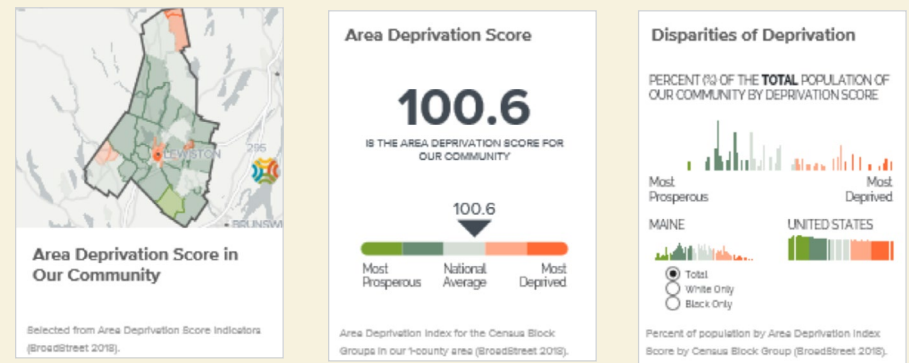 LEWISTON
295
BRUNSWI
Area Deprivation Score in
Our Community
Selected from Area Deprivation Score Indicators
(BroadStreet 2018).
Area Deprivation Score
100.6
IS THE AREA DEPRIVATION SCORE FOR
OUR COMMUNITY
100.6
Most
Prosperous
National
Average
Most
Deprived
Area Deprivation Index for the Census Block
Groups in our 1-county area (BroadStreet 2018).
Disparities of Deprivation
PERCENT (%) OF THE TOTAL POPULATION OF
OUR COMMUNITY BY DEPRIVATION SCORE
Most
Prosperous
Most
Deprived
MAINE
UNITED STATES
Total
White Only
Black Only
Percent of population by Area Deprivation Index
Score by Census Block Group (BroadStreet 2018).